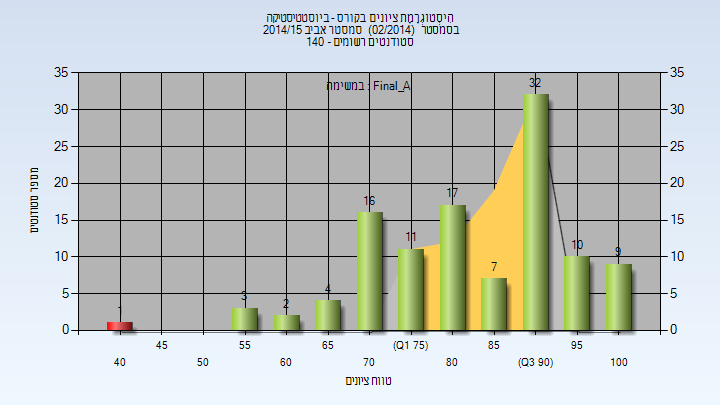 היסטוגרמת ציונים בקורס - ביוסטטיסטיקה
בסמסטר (02/2014) סמסטר אביב 2014/15
סטודנטים רשומים - 140
במשימה : Final_A
מספר סטודנטים
35 35
30 30
25 25
20 20
15 15
10 10
5 5
0 0
1 3 2 4 16 11 17 7 32 10 9
45 55 65 (Q1 75) 85 95
40 50 60 70 80 (Q3 90) 100
טווח ציונים